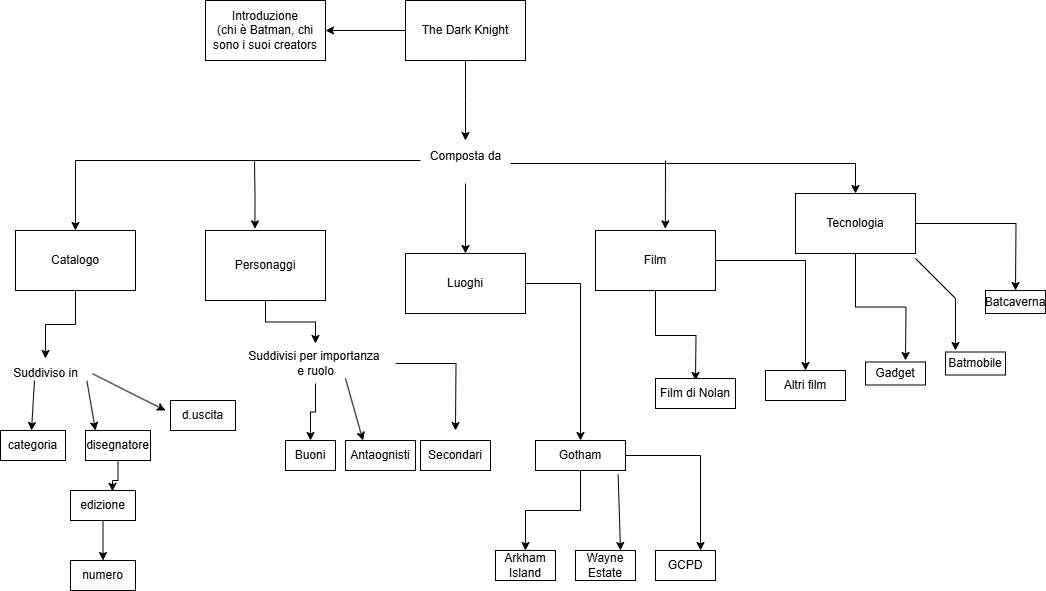 Introduzione
(chi è Batman, chi
sono i suoi creators
The Dark Knight
Composta da
Catalogo
Personaggi
Luoghi
Film
Tecnologia
Batcaverna
Batmobile
Gadget
Film di Nolan
Altri film
Suddiviso in
Suddivisi per importanza
e ruolo
categoria
disegnatore
d.uscita
Buoni
Antaognisti
Secondari
Gotham
edizione
numero
Arkham
Island
Wayne
Estate
GCPD